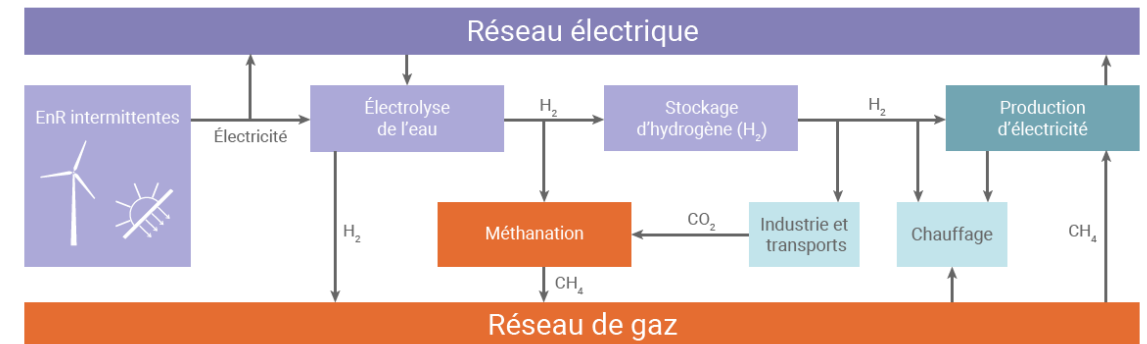 Réseau électrique
EnR intermittentes
Électricité
Électrolyse
de l'eau
H₂
Stockage
d'hydrogène (H₂)
H₂
Production
d'électricité
H₂
Méthanation
CO₂
Industrie et
transports
Chauffage
CH₄
CH₄
Réseau de gaz